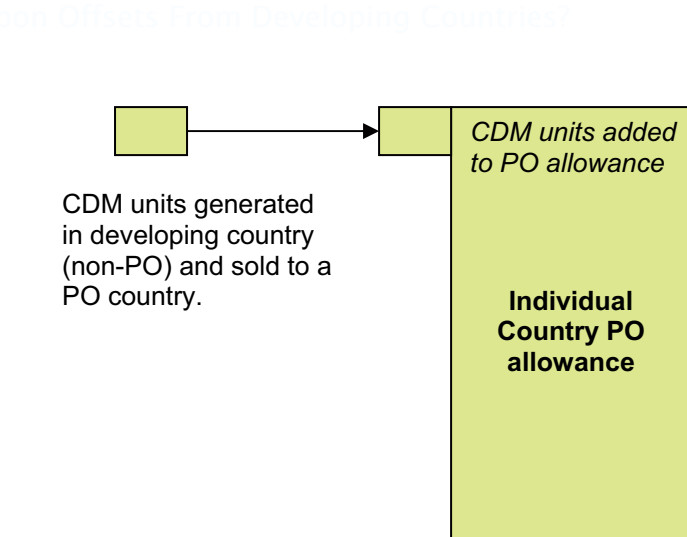 oon Offsets From Developing Countries?
CDM units added
to PO allowance
CDM units generated
in developing country
(non-PO) and sold to a
PO country.
Individual
Country PO
allowance